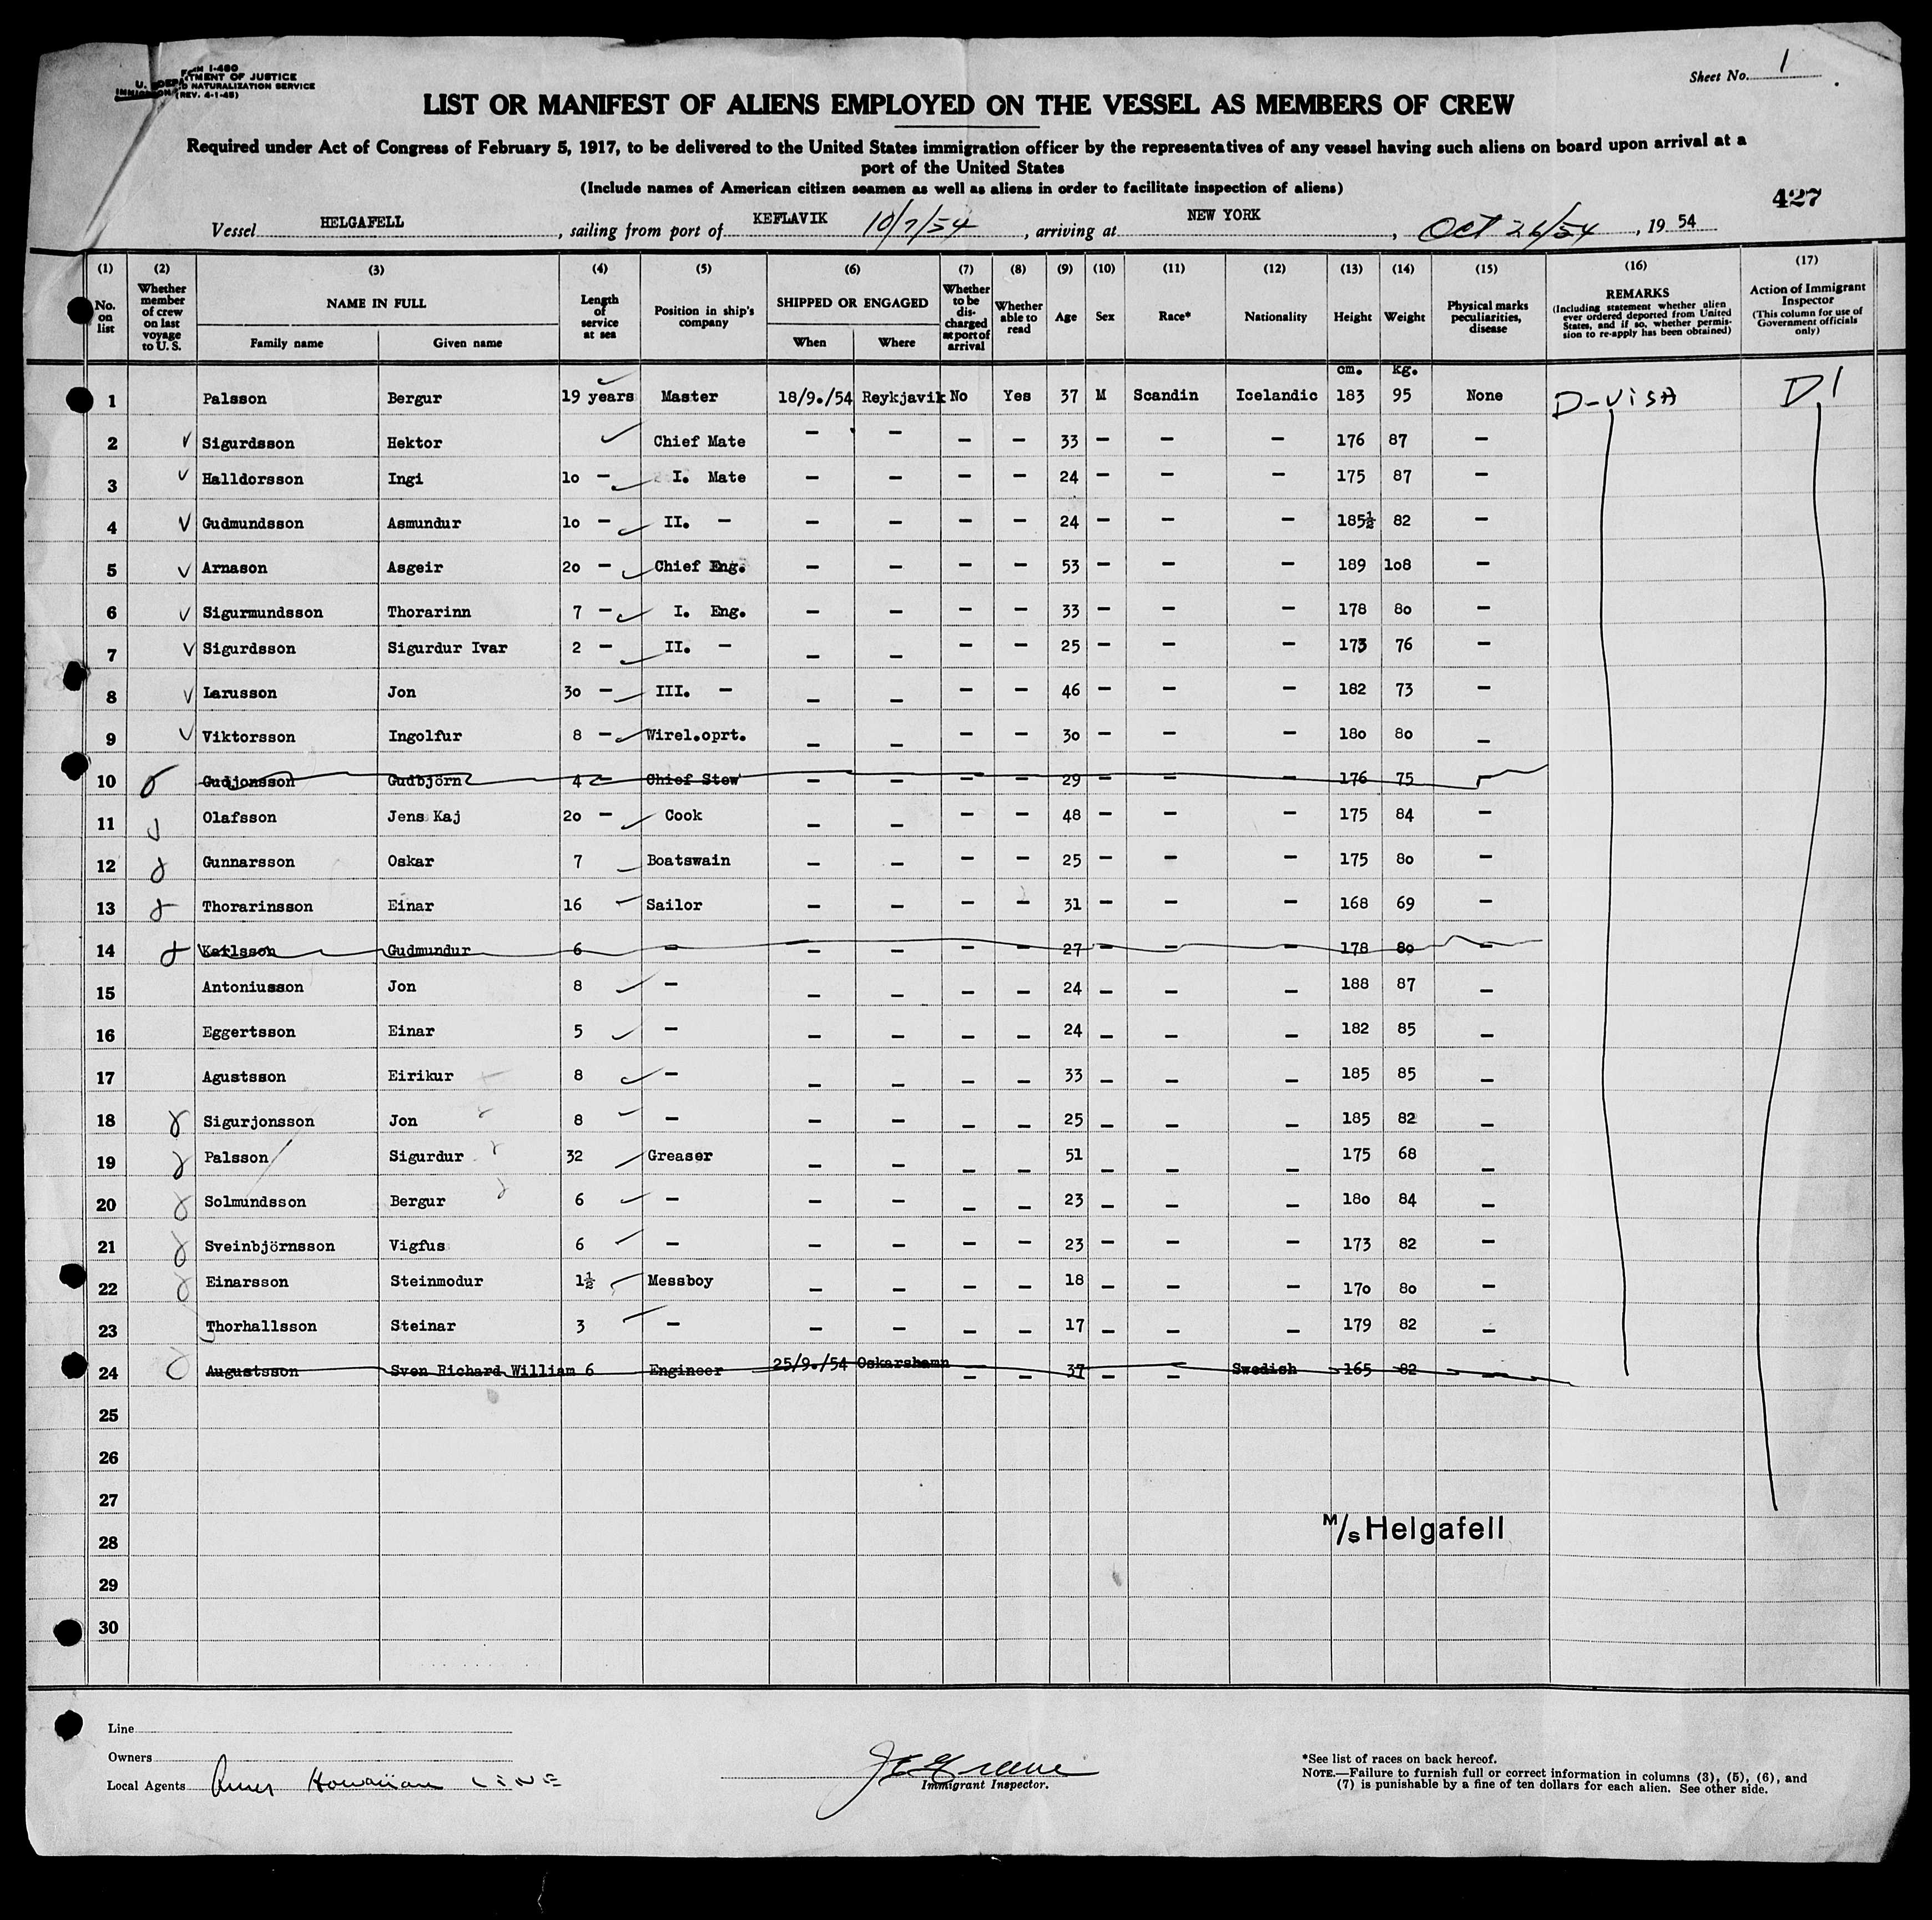 Form I-480
U. S. DEPARTMENT OF JUSTICE
IMMIGRATION AND NATURALIZATION SERVICE
(REV. 4-1-48)
Sheet No. 1
LIST OR MANIFEST OF ALIENS EMPLOYED ON THE VESSEL AS MEMBERS OF CREW
Required under Act of Congress of February 5, 1917, to be delivered to the United States immigration officer by the representatives of any vessel having such aliens on board upon arrival at a
port of the United States
(Include names of American citizen seamen as well as aliens in order to facilitate inspection of aliens)
427
Vessel HELGAFELL, sailing from port of KEFLAVIK 10/7/54, arriving at NEW YORK, Oct 26/54, 19 54
(1) (2) (3) (4) (5) (6) (7) (8) (9) (10) (11) (12) (13) (14) (15) (16) (17)
No. on list
Whether member of crew on last voyage to U. S.
NAME IN FULL
Family name Given name
Length of service at sea
Position in ship's company
SHIPPED OR ENGAGED
When Where
Whether to be discharged at port of arrival
Whether able to read
Age
Sex
Race*
Nationality
Height
Weight
Physical marks peculiarities, disease
REMARKS
(Including statement whether alien ever ordered deported from United States, and if so, whether permission to re-apply has been obtained)
Action of Immigrant Inspector
(This column for use of Government officials only)
cm. kg.
1 Palsson Bergur 19 years Master 18/9./54 Reykjavik No Yes 37 M Scandin Icelandic 183 95 None D-VISA D1
2 Sigurdsson Hektor Chief Mate — — — — 33 — — — 176 87 —
3 Halldorsson Ingi 10 — I. Mate — — — — 24 — — — 175 87 —
4 Gudmundsson Asmundur 10 — II. — — — — — 24 — — — 185½ 82 —
5 Arnason Asgeir 20 — Chief Eng. — — — — 53 — — — 189 108 —
6 Sigurmundsson Thorarinn 7 — I. Eng. — — — — 33 — — — 178 80 —
7 Sigurdsson Sigurdur Ivar 2 — II. — — — — — 25 — — — 173 76 —
8 Larusson Jon 30 — III. — — — — — 46 — — — 182 73 —
9 Viktorsson Ingolfur 8 — Wirel.oprt. — — — — 30 — — — 180 80 —
10 Gudjonsson Gudbjörn 4 — Chief Stew — — — — 29 — — — 176 75 —
11 Olafsson Jens Kaj 20 — Cook — — — — 48 — — — 175 84 —
12 Gunnarsson Oskar 7 Boatswain — — — — 25 — — — 175 80 —
13 Thorarinsson Einar 16 Sailor — — — — 31 — — — 168 69 —
14 Karlsson Gudmundur 6 — — — — — 27 — — — 178 80 —
15 Antoniusson Jon 8 — — — — — 24 — — — 188 87 —
16 Eggertsson Einar 5 — — — — — 24 — — — 182 85 —
17 Agustsson Eirikur 8 — — — — — 33 — — — 185 85 —
18 Sigurjonsson Jon 8 — — — — — 25 — — — 185 82 —
19 Palsson Sigurdur 32 Greaser — — — — 51 — — — 175 68 —
20 Solmundsson Bergur 6 — — — — — 23 — — — 180 84 —
21 Sveinbjörnsson Vigfus 6 — — — — — 23 — — — 173 82 —
22 Einarsson Steinmodur 1½ Messboy — — — — 18 — — — 170 80 —
23 Thorhallsson Steinar 3 — — — — — 17 — — — 179 82 —
24 Augustsson Sven Richard William 6 Engineer 25/9./54 Oskarshamn — — 37 — — Swedish 165 82 —
25
26
27
28
M/s Helgafell
29
30
Line
Owners
Local Agents Amer Hawaiian LINE
Immigrant Inspector.
*See list of races on back hereof.
NOTE.—Failure to furnish full or correct information in columns (3), (5), (6), and
(7) is punishable by a fine of ten dollars for each alien. See other side.